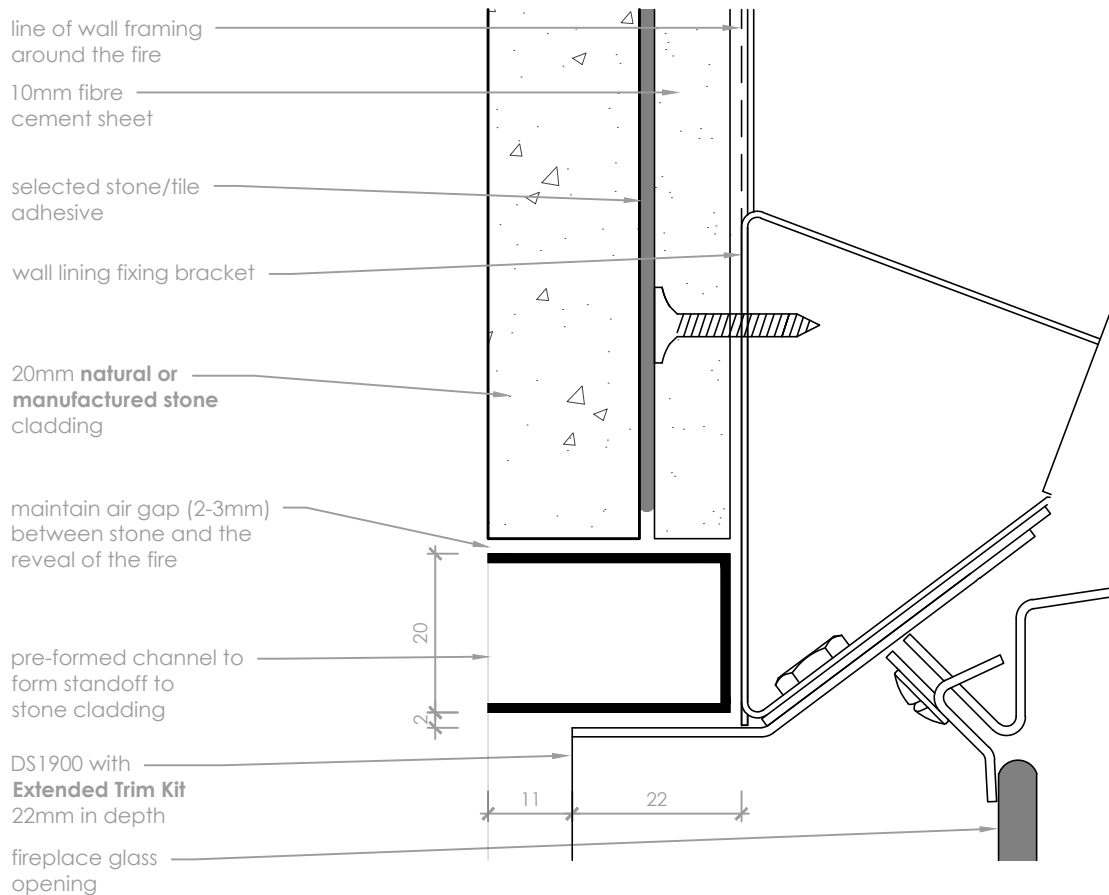 line of wall framing
around the fire
10mm fibre
cement sheet
selected stone/tile
adhesive
wall lining fixing bracket
20mm natural or
manufactured stone
cladding
maintain air gap (2-3mm)
between stone and the
reveal of the fire
20
pre-formed channel to
form standoff to
stone cladding
2
DS1900 with
Extended Trim Kit
22mm in depth
11
22
fireplace glass
opening